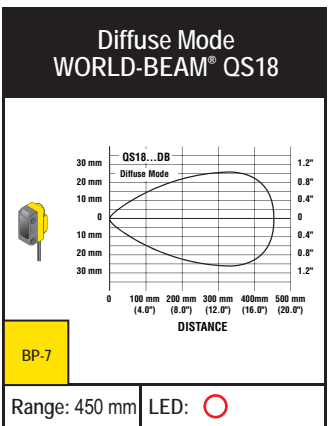 Diffuse Mode
WORLD-BEAM® QS18
QS18...DB
Diffuse Mode
30 mm
20 mm
10 mm
0
10 mm
20 mm
30 mm
1.2"
0.8"
0.4"
0
0.4"
0.8"
1.2"
0 100 mm 200 mm 300 mm 400mm 500 mm
(4.0") (8.0") (12.0") (16.0") (20.0")
DISTANCE
BP-7
Range: 450 mm LED: